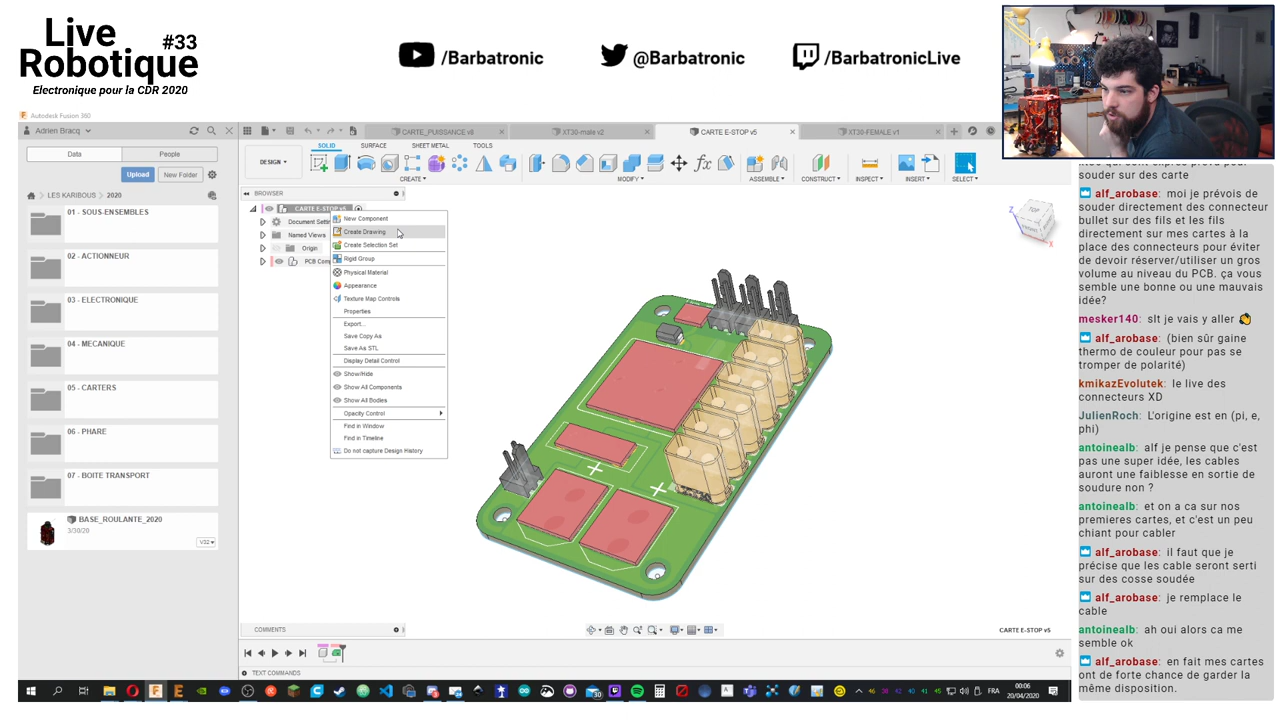 Live
Robotique #33
Electronique pour la CDR 2020
/Barbatronic
@Barbatronic
/BarbatronicLive
Autodesk Fusion 360
Adrien Bracq
CARTE_PUISSANCE v8
XT30-male v2
CARTE E-STOP v5
XT30-FEMALE v1
Data
People
Upload
New Folder
LES KARIBOUS
2020
01 - SOUS-ENSEMBLES
02 - ACTIONNEUR
03 - ELECTRONIQUE
04 - MECANIQUE
05 - CARTERS
06 - PHARE
07 - BOITE TRANSPORT
BASE_ROULANTE_2020
3/30/20
V32
SOLID
SURFACE
SHEET METAL
TOOLS
DESIGN
CREATE
MODIFY
ASSEMBLE
CONSTRUCT
INSPECT
INSERT
SELECT
BROWSER
CARTE E-STOP v5
Document Setti
Named Views
Origin
PCB Com
New Component
Create Drawing
Create Selection Set
Rigid Group
Physical Material
Appearance
Texture Map Controls
Properties
Export...
Save Copy As
Save As STL
Display Detail Control
Show/Hide
Show All Components
Show All Bodies
Opacity Control
Find in Window
Find in Timeline
Do not capture Design History
TOP
COMMENTS
CARTE E-STOP v5
TEXT COMMANDS
souder sur des carte
alf_arobase: moi je prévois de
souder directement des connecteur
bullet sur des fils et les fils
directement sur mes cartes à la
place des connecteurs pour éviter
de devoir réserver/utiliser un gros
volume au niveau du PCB. ça vous
semble une bonne ou une mauvais
idée?
mesker140: slt je vais y aller
alf_arobase: (bien sûr gaine
thermo de couleur pour pas se
tromper de polarité)
kmikazEvolutek: le live des
connecteurs XD
JulienRoch: L'origine est en (pi, e,
phi)
antoinealb: alf je pense que c'est
pas une super idée, les cables
auront une faiblesse en sortie de
soudure non ?
antoinealb: et on a ca sur nos
premieres cartes, et c'est un peu
chiant pour cabler
alf_arobase: il faut que je
précise que les cable seront serti
sur des cosse soudée
alf_arobase: je remplace le
cable
antoinealb: ah oui alors ca me
semble ok
alf_arobase: en fait mes cartes
ont de forte chance de garder la
même disposition.
FRA
00:06
20/04/2020